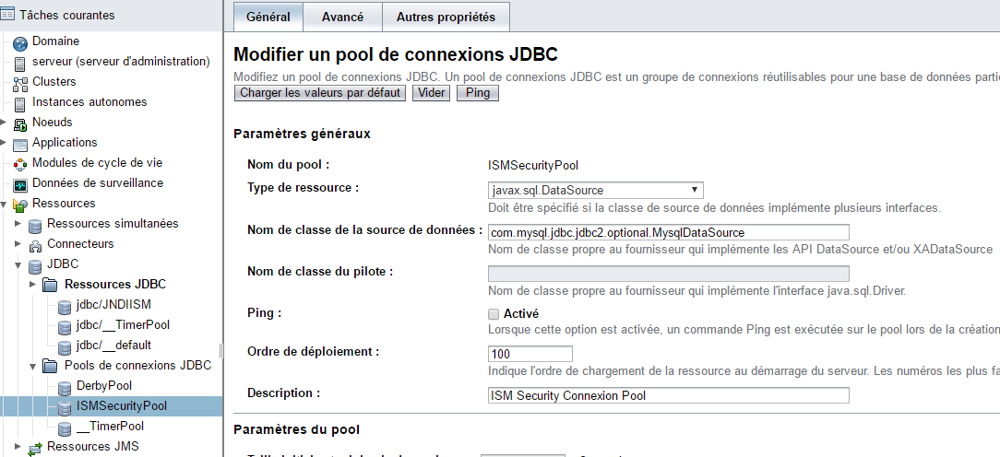 Tâches courantes
Domaine
serveur (serveur d'administration)
Clusters
Instances autonomes
Noeuds
Applications
Modules de cycle de vie
Données de surveillance
Ressources
Ressources simultanées
Connecteurs
JDBC
Ressources JDBC
jdbc/JNDIISM
jdbc/__TimerPool
jdbc/__default
Pools de connexions JDBC
DerbyPool
ISMSecurityPool
__TimerPool
Ressources JMS
Général Avancé Autres propriétés
Modifier un pool de connexions JDBC
Modifiez un pool de connexions JDBC. Un pool de connexions JDBC est un groupe de connexions réutilisables pour une base de données partic
Charger les valeurs par défaut Vider Ping
Paramètres généraux
Nom du pool : ISMSecurityPool
Type de ressource : javax.sql.DataSource
Doit être spécifié si la classe de source de données implémente plusieurs interfaces.
Nom de classe de la source de données : com.mysql.jdbc.jdbc2.optional.MysqlDataSource
Nom de classe propre au fournisseur qui implémente les API DataSource et/ou XADataSource
Nom de classe du pilote :
Nom de classe propre au fournisseur qui implémente l'interface java.sql.Driver.
Ping : Activé
Lorsque cette option est activée, un commande Ping est exécutée sur le pool lors de la création
Ordre de déploiement : 100
Indique l'ordre de chargement de la ressource au démarrage du serveur. Les numéros les plus fa
Description : ISM Security Connexion Pool
Paramètres du pool